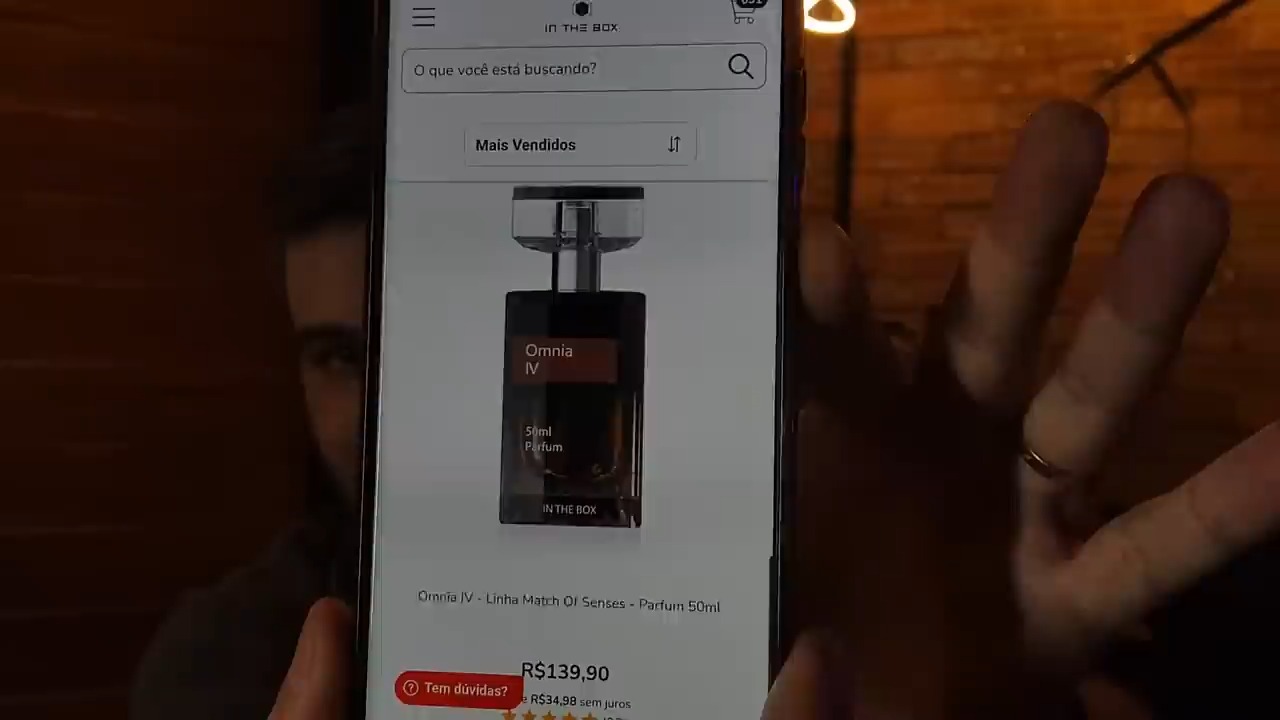 IN THE BOX
O que você está buscando?
Mais Vendidos
Omnia
IV
50ml
Parfum
IN THE BOX
Omnia IV - Linha Match Of Senses - Parfum 50ml
R$139,90
Tem dúvidas?
e R$34,98 sem juros